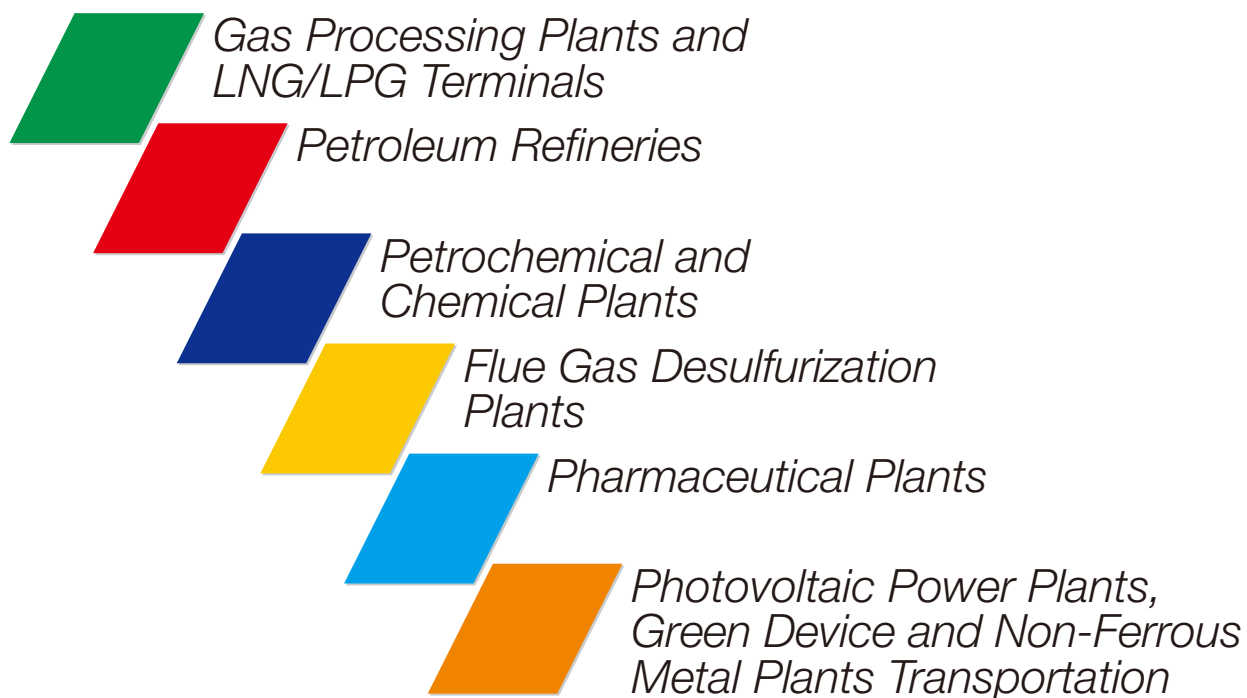 Gas Processing Plants and
LNG/LPG Terminals
Petroleum Refineries
Petrochemical and
Chemical Plants
Flue Gas Desulfurization
Plants
Pharmaceutical Plants
Photovoltaic Power Plants,
Green Device and Non-Ferrous
Metal Plants Transportation